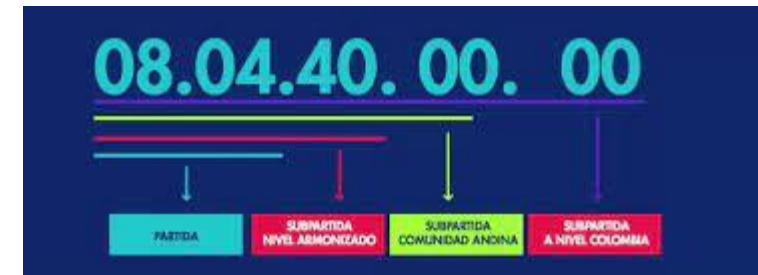 08.04.40. 00. 00
PARTIDA
SUBPARTIDA
NIVEL ARMONIZADO
SUBPARTIDA
COMUNIDAD ANDINA
SUBPARTIDA
A NIVEL COLOMBIA